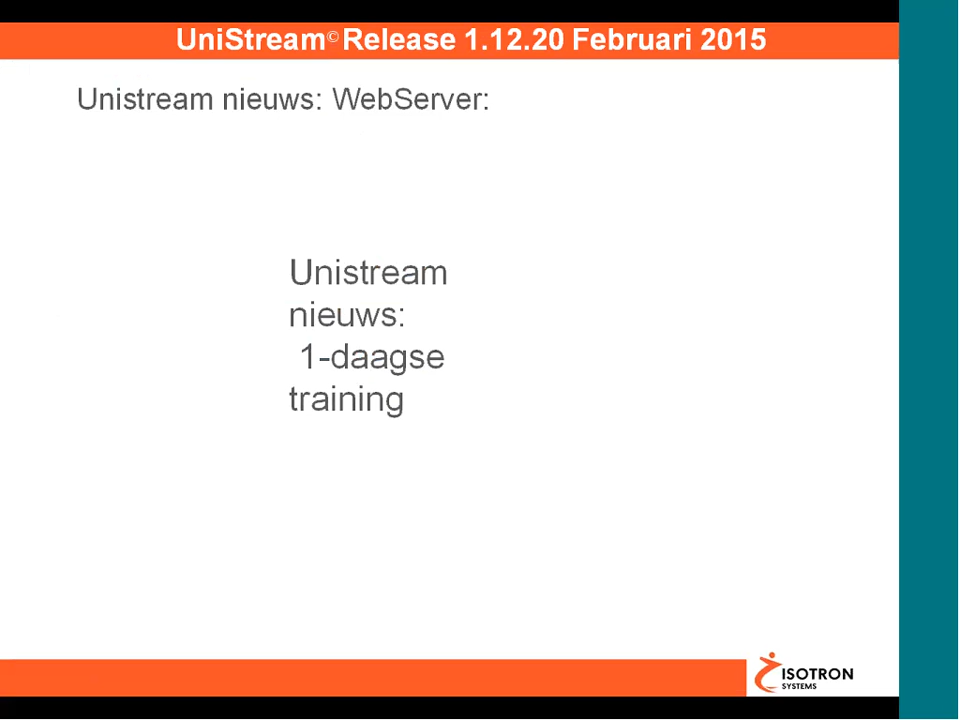 UniStream© Release 1.12.20 Februari 2015
Unistream nieuws: WebServer:
Unistream
nieuws:
1-daagse
training
ISOTRON
SYSTEMS